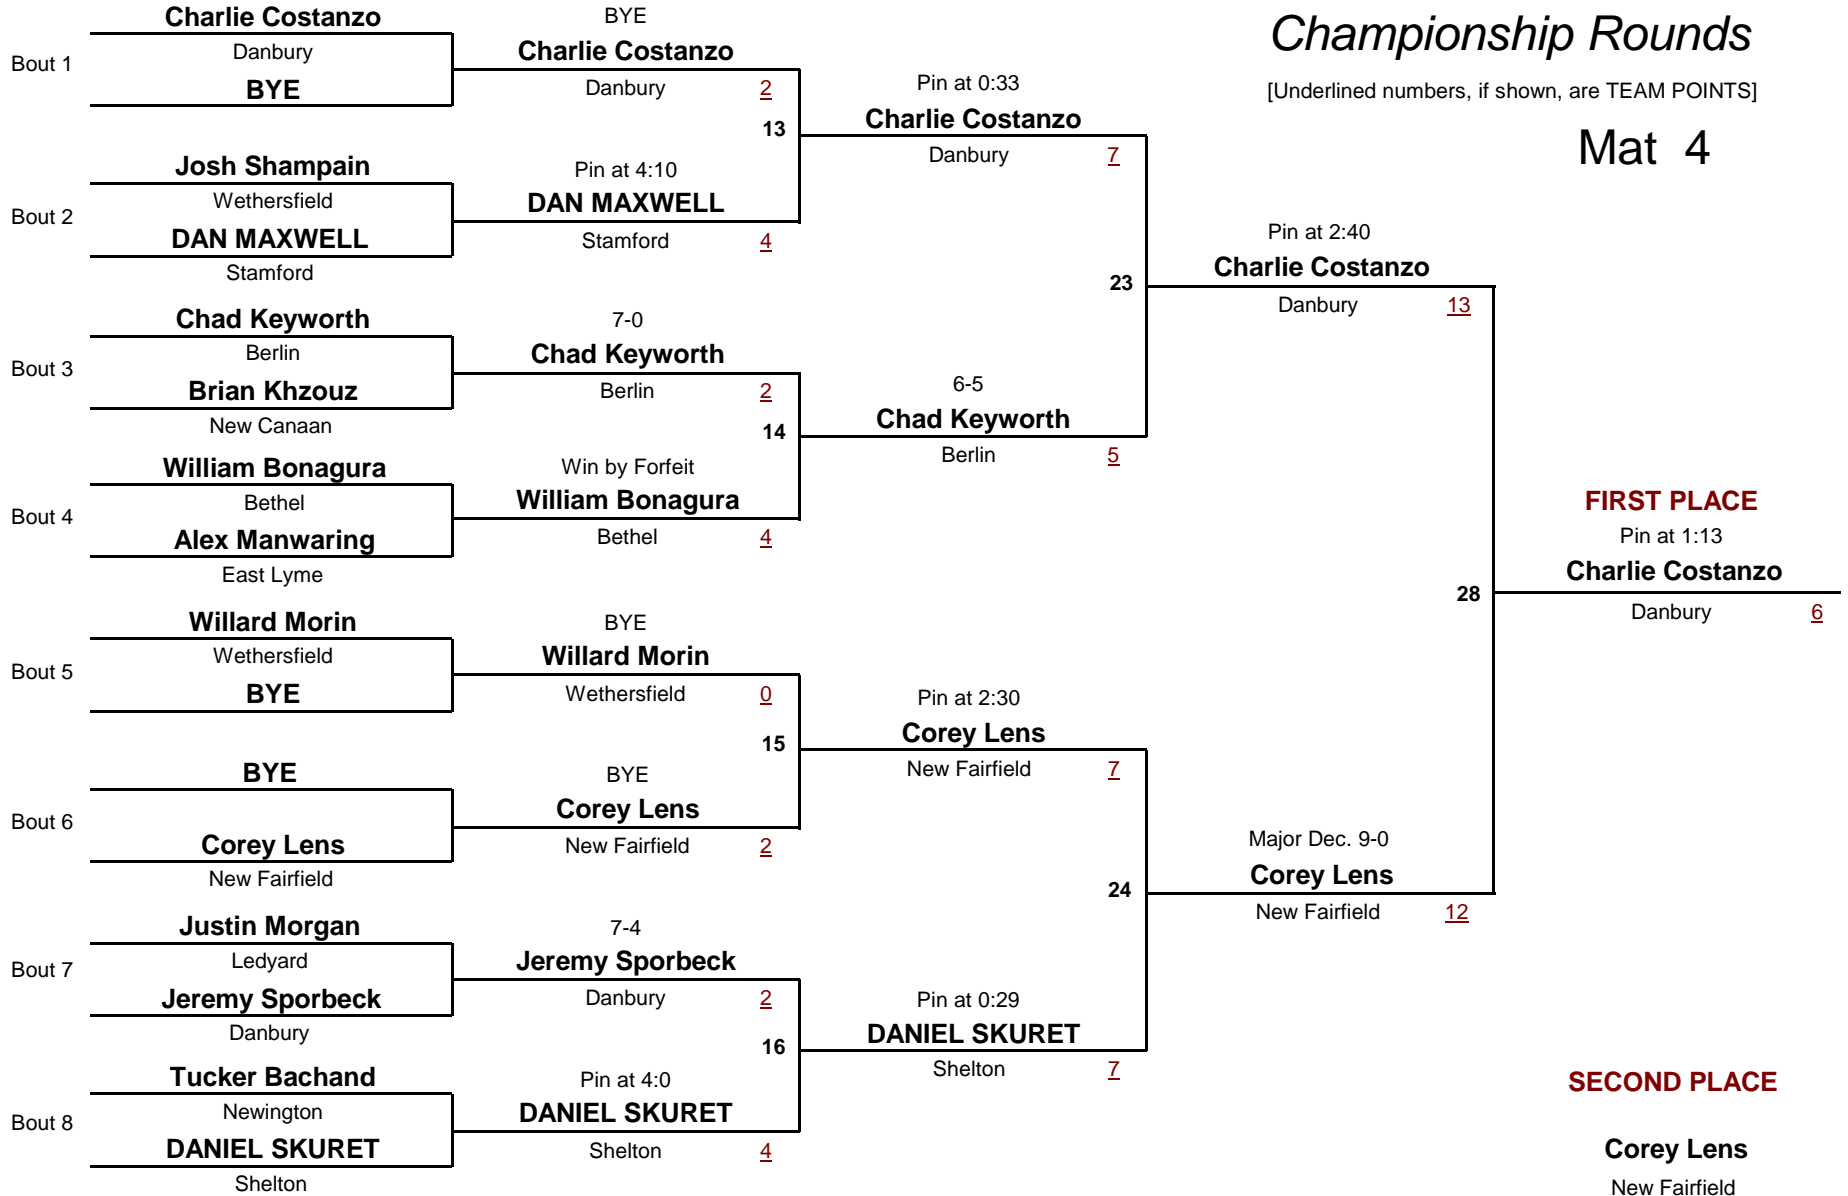 Championship Rounds
[Underlined numbers, if shown, are TEAM POINTS]
Mat 4
Bout 1
Charlie Costanzo
Danbury
BYE
Bout 2
Josh Shampain
Wethersfield
DAN MAXWELL
Stamford
Bout 3
Chad Keyworth
Berlin
Brian Khzouz
New Canaan
Bout 4
William Bonagura
Bethel
Alex Manwaring
East Lyme
Bout 5
Willard Morin
Wethersfield
BYE
Bout 6
BYE
Corey Lens
New Fairfield
Bout 7
Justin Morgan
Ledyard
Jeremy Sporbeck
Danbury
Bout 8
Tucker Bachand
Newington
DANIEL SKURET
Shelton
BYE
Charlie Costanzo
Danbury 2
13
Pin at 4:10
DAN MAXWELL
Stamford 4
7-0
Chad Keyworth
Berlin 2
14
Win by Forfeit
William Bonagura
Bethel 4
BYE
Willard Morin
Wethersfield 0
15
BYE
Corey Lens
New Fairfield 2
7-4
Jeremy Sporbeck
Danbury 2
16
Pin at 4:0
DANIEL SKURET
Shelton 4
Pin at 0:33
Charlie Costanzo
Danbury 7
23
6-5
Chad Keyworth
Berlin 5
Pin at 2:30
Corey Lens
New Fairfield 7
24
Pin at 0:29
DANIEL SKURET
Shelton 7
Pin at 2:40
Charlie Costanzo
Danbury 13
28
Major Dec. 9-0
Corey Lens
New Fairfield 12
FIRST PLACE
Pin at 1:13
Charlie Costanzo
Danbury 6
SECOND PLACE
Corey Lens
New Fairfield